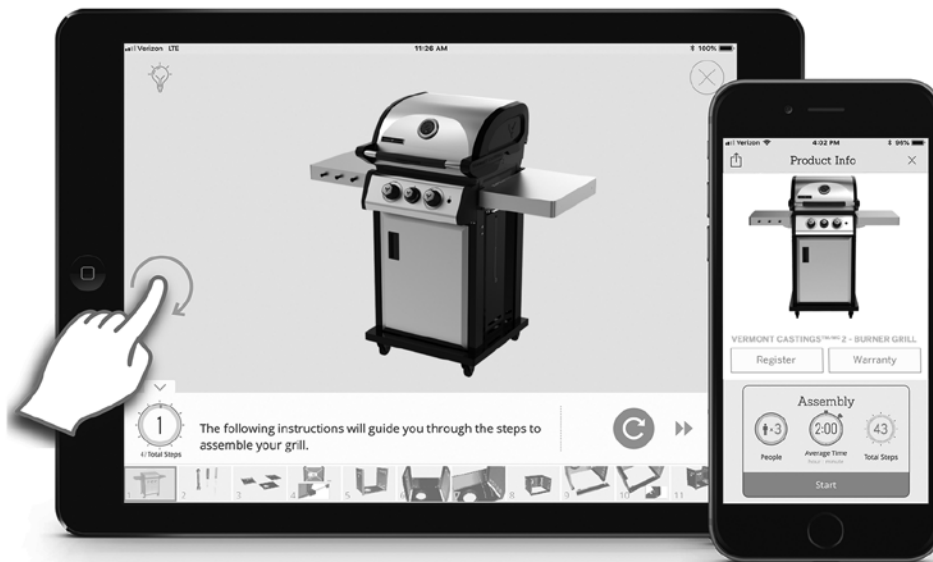 Verizon LTE
11:26 AM
100%
1
Total Steps
The following instructions will guide you through the steps to
assemble your grill.
1
2
3
4
5
6
7
8
9
10
11
Verizon
4:02 PM
96%
Product Info
VERMONT CASTINGS 2 - BURNER GRILL
Register
Warranty
Assembly
3
2:00
43
People
Average Time
Total Steps
Start